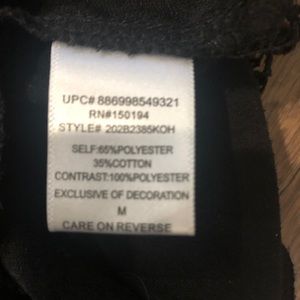 UPC# 886998549321
RN#150194
STYLE# 202B2385KOH
SELF:65%POLYESTER
35%COTTON
CONTRAST:100%POLYESTER
EXCLUSIVE OF DECORATION
M
CARE ON REVERSE